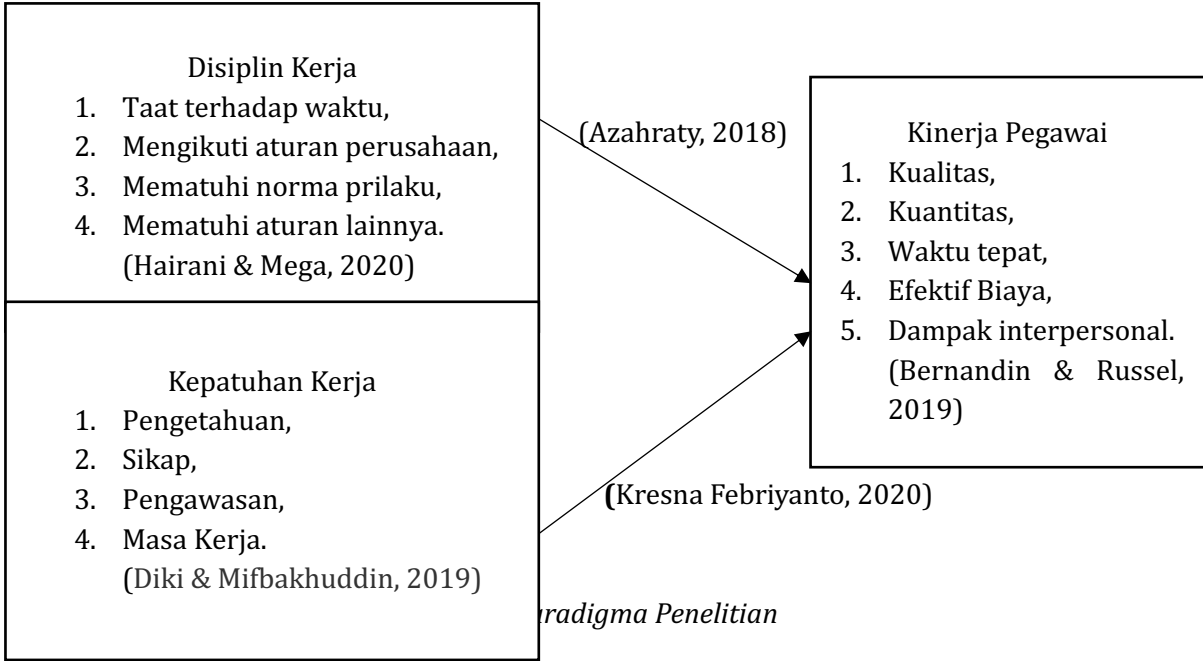 Disiplin Kerja
1. Taat terhadap waktu,
2. Mengikuti aturan perusahaan,
3. Mematuhi norma prilaku,
4. Mematuhi aturan lainnya.
(Hairani & Mega, 2020)
(Azahraty, 2018)
Kinerja Pegawai
1. Kualitas,
2. Kuantitas,
3. Waktu tepat,
4. Efektif Biaya,
5. Dampak interpersonal.
(Bernandin & Russel,
2019)
Kepatuhan Kerja
1. Pengetahuan,
2. Sikap,
3. Pengawasan,
4. Masa Kerja.
(Diki & Mifbakhuddin, 2019)
(Kresna Febriyanto, 2020)
Penelitian